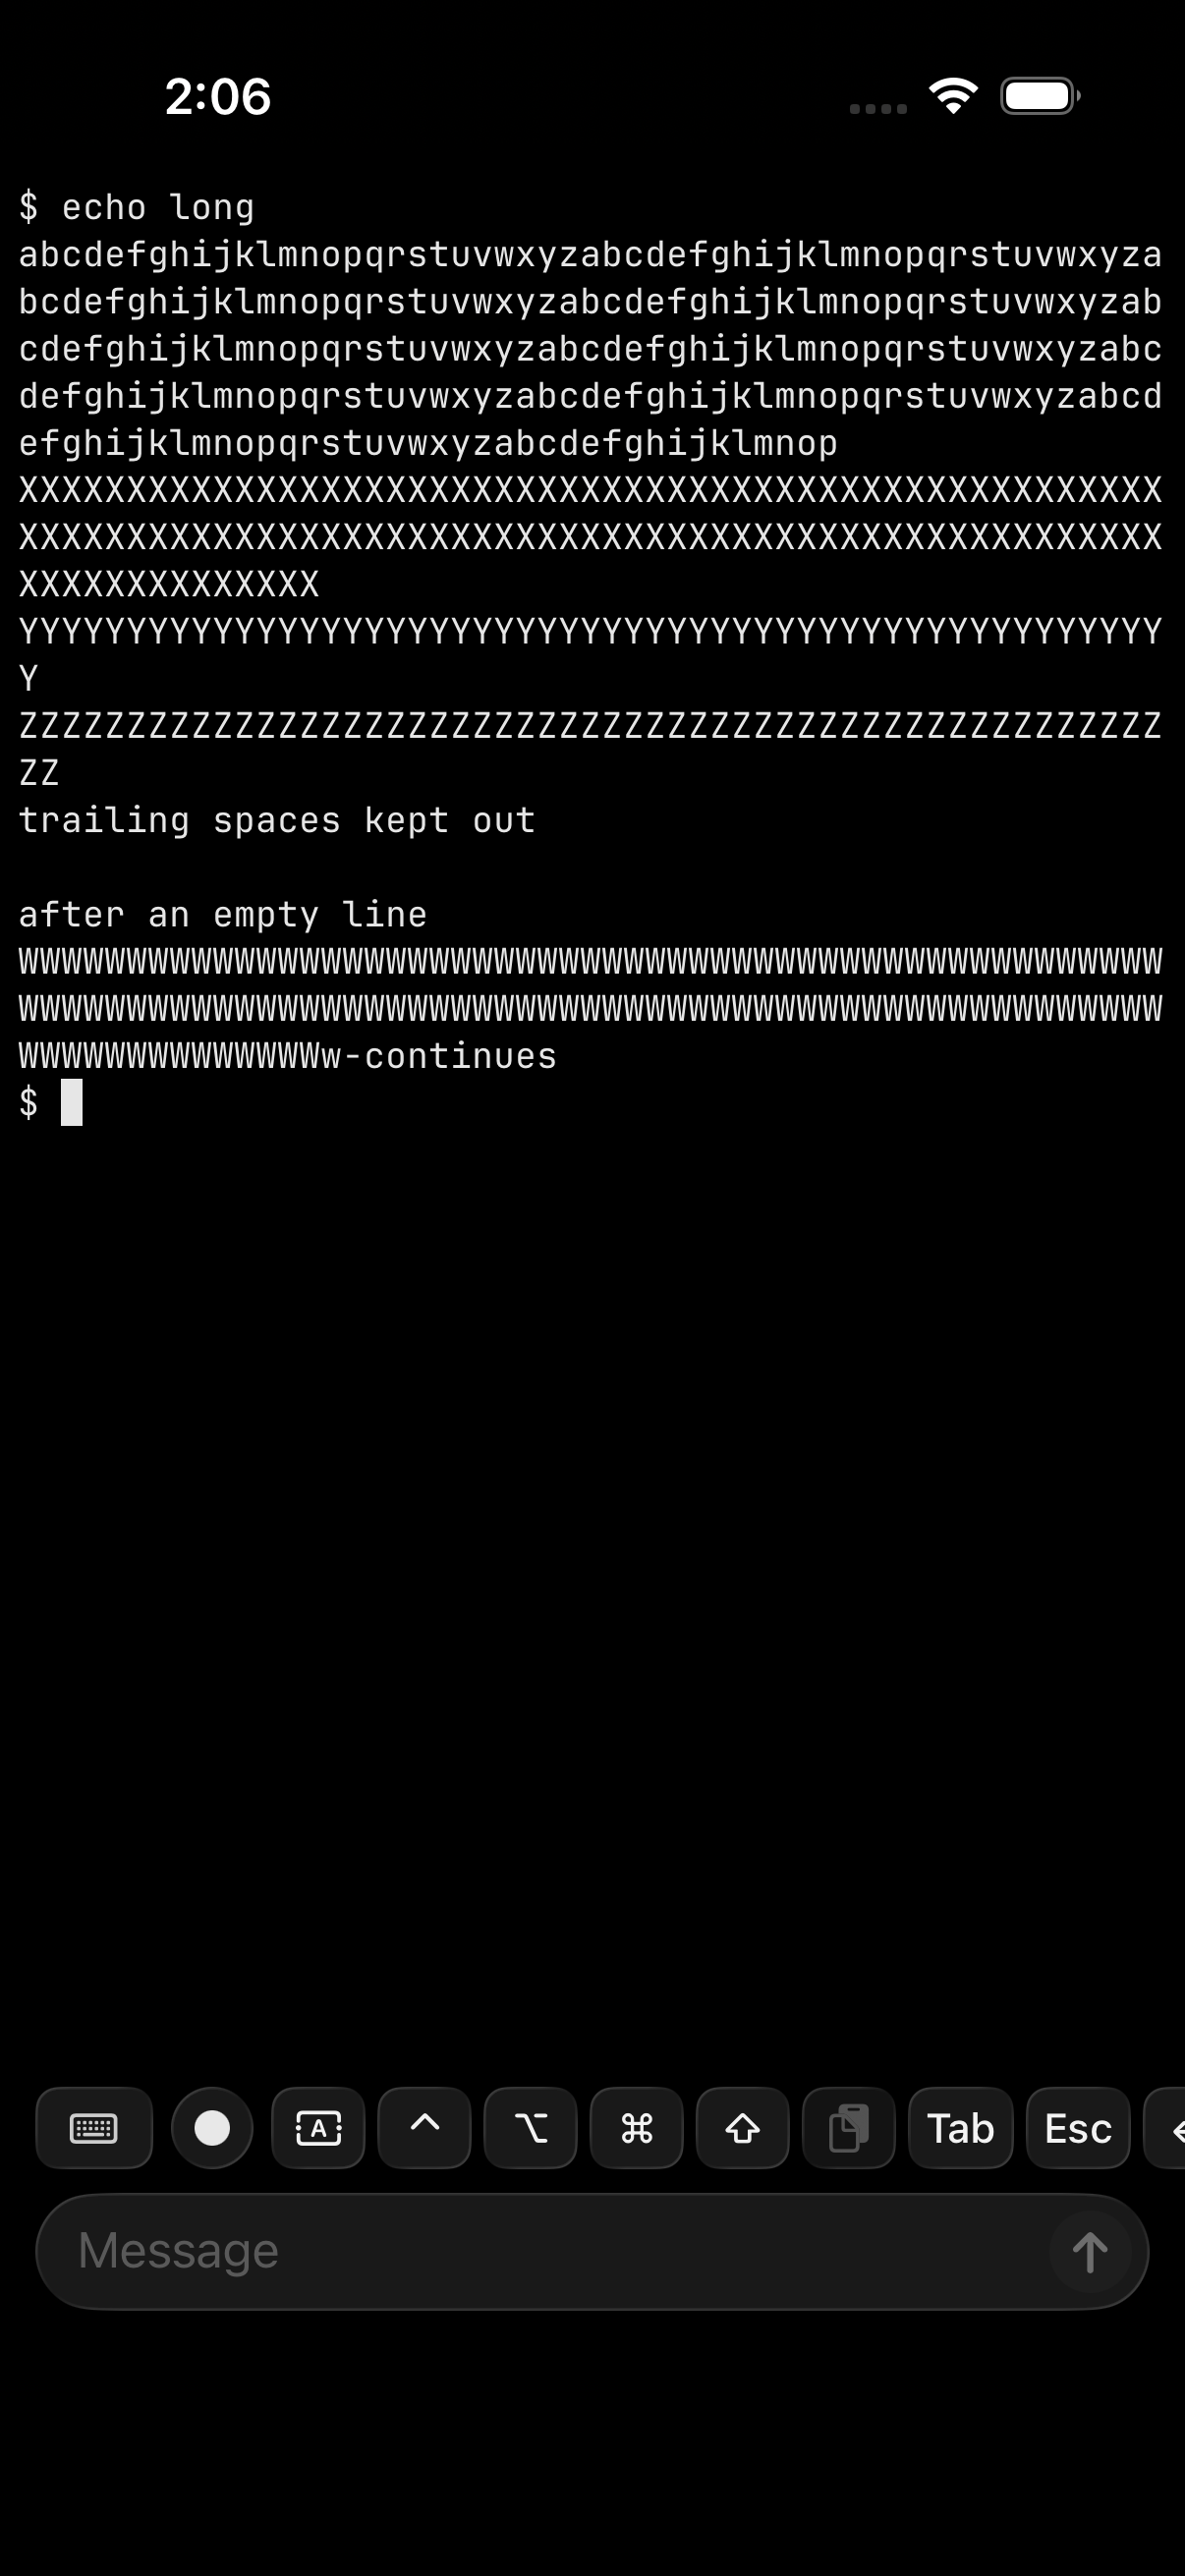 2:06
$ echo long
abcdefghijklmnopqrstuvwxyzabcdefghijklmnopqrstuvwxyza
bcdefghijklmnopqrstuvwxyzabcdefghijklmnopqrstuvwxyzab
cdefghijklmnopqrstuvwxyzabcdefghijklmnopqrstuvwxyzabc
defghijklmnopqrstuvwxyzabcdefghijklmnopqrstuvwxyzabcd
efghijklmnopqrstuvwxyzabcdefghijklmnop
XXXXXXXXXXXXXXXXXXXXXXXXXXXXXXXXXXXXXXXXXXXXXXXXXXXXX
XXXXXXXXXXXXXXXXXXXXXXXXXXXXXXXXXXXXXXXXXXXXXXXXXXXXX
XXXXXXXXXXXXXX
YYYYYYYYYYYYYYYYYYYYYYYYYYYYYYYYYYYYYYYYYYYYYYYYYYYYY
Y
ZZZZZZZZZZZZZZZZZZZZZZZZZZZZZZZZZZZZZZZZZZZZZZZZZZZZZ
ZZ
trailing spaces kept out

after an empty line
WWWWWWWWWWWWWWWWWWWWWWWWWWWWWWWWWWWWWWWWWWWWWWWWWWWWW
WWWWWWWWWWWWWWWWWWWWWWWWWWWWWWWWWWWWWWWWWWWWWWWWWWWWW
WWWWWWWWWWWWWWw-continues
$
A Tab Esc
Message